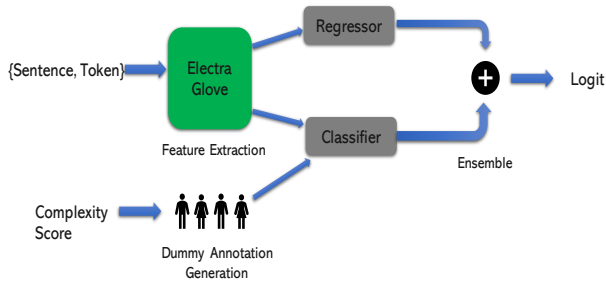 Regressor
{Sentence, Token}
Electra
Glove
+
Logit
Classifier
Feature Extraction
Ensemble
Complexity
Score
Dummy Annotation
Generation